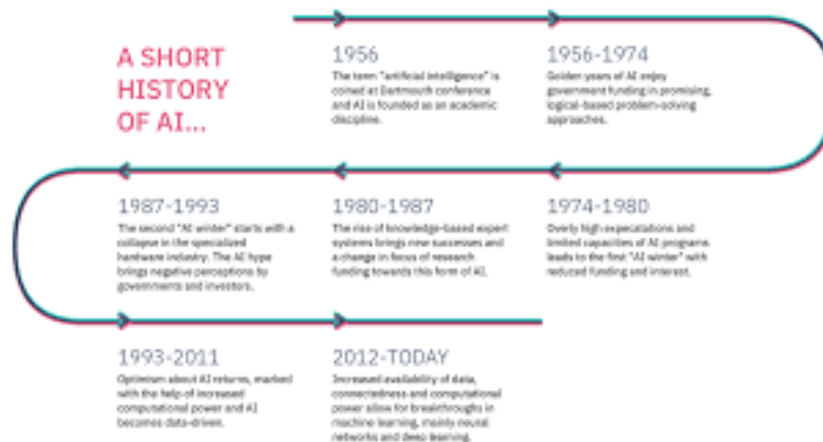 A SHORT
HISTORY
OF AI...
1956
The term "artificial intelligence" is
coined at Dartmouth conference
and AI is founded as an academic
discipline.
1956-1974
Golden years of AI enjoy
government funding in promising,
logical-based problem-solving
approaches.
1974-1980
Overly high expectations and
limited capacities of AI programs
leads to the first "AI winter" with
reduced funding and interest.
1980-1987
The rise of knowledge-based expert
systems brings new successes and
a change in focus of research
funding towards this form of AI.
1987-1993
The second "AI winter" starts with a
collapse in the specialized
hardware industry. The AI hype
brings negative perceptions by
governments and investors.
1993-2011
Optimism about AI returns, marked
with the help of increased
computational power and AI
becomes data-driven.
2012-TODAY
Increased availability of data,
connectedness and computational
power allow for breakthroughs in
machine learning, mainly neural
networks and deep learning.